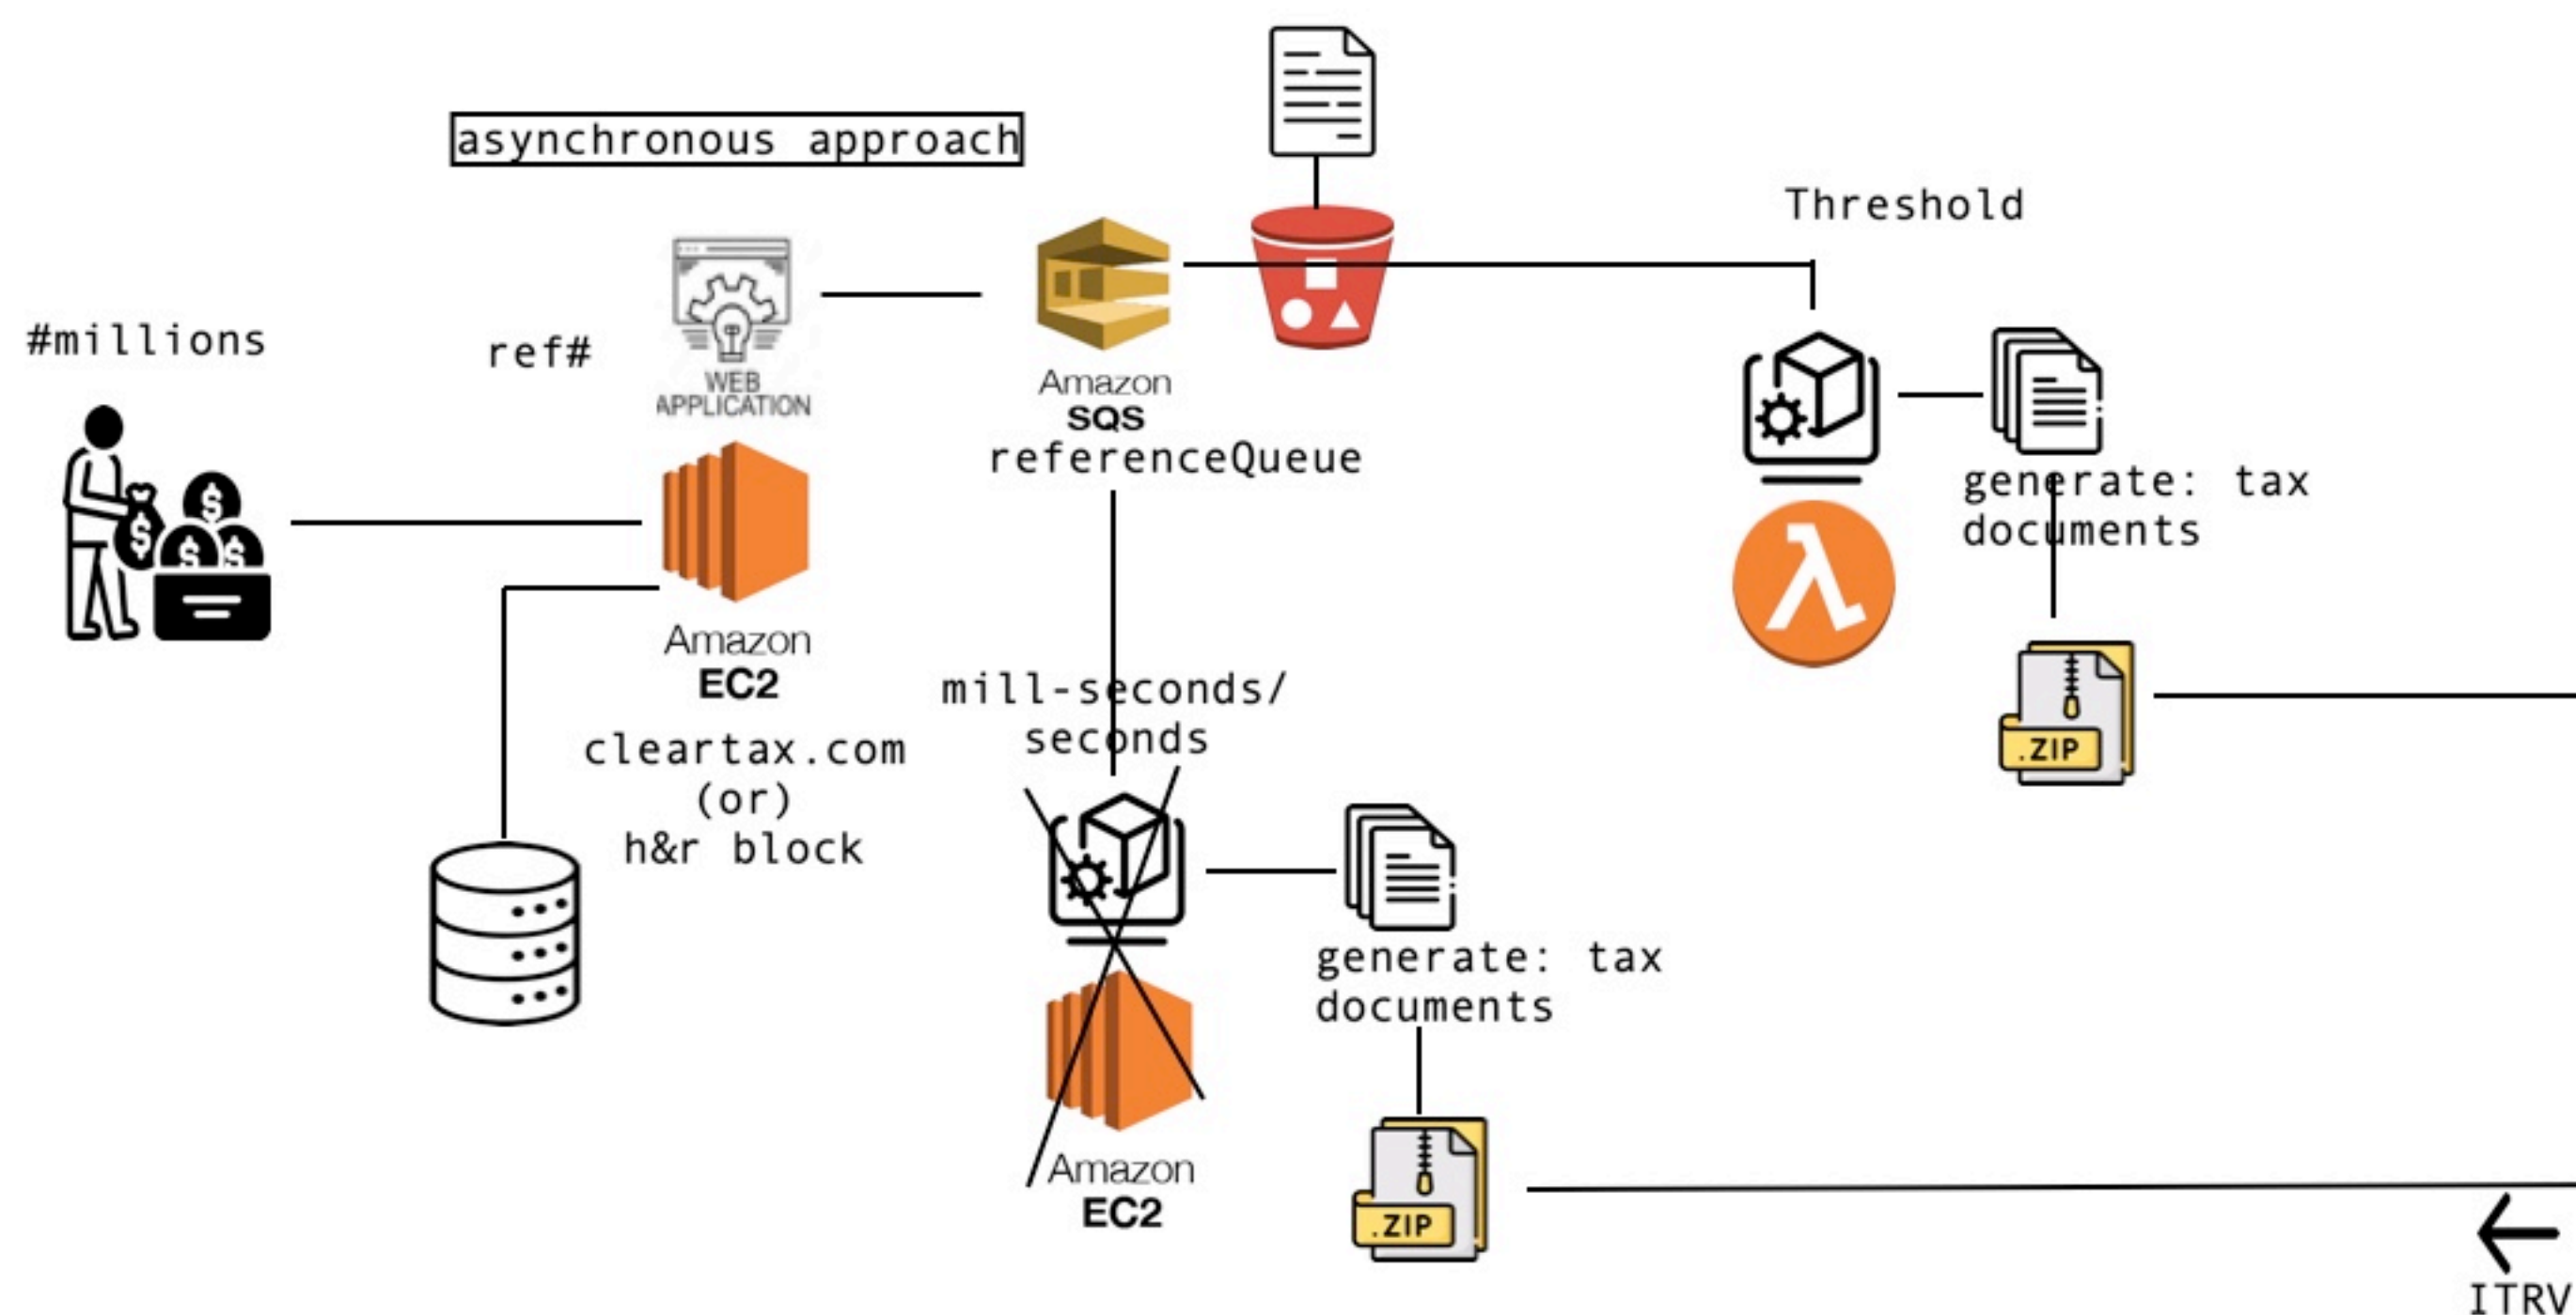 asynchronous approach
Threshold
#millions
ref#
WEB
APPLICATION
Amazon
SQS
referenceQueue
generate: tax
documents
Amazon
EC2
cleartax.com
(or)
h&r block
mill-seconds/
seconds
.ZIP
generate: tax
documents
Amazon
EC2
.ZIP
ITRV